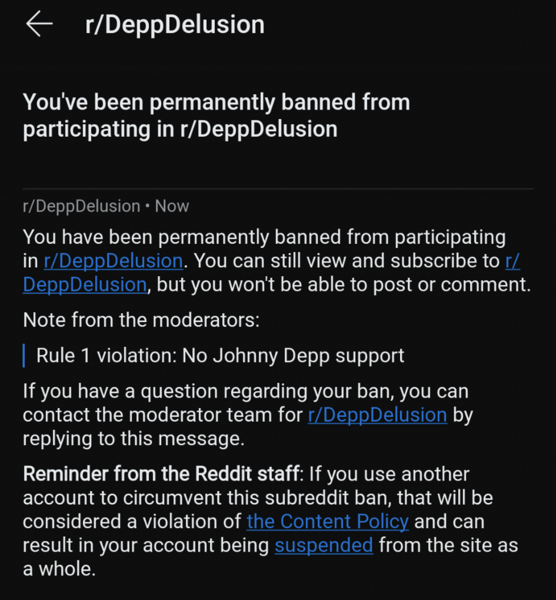 r/DeppDelusion
You've been permanently banned from
participating in r/DeppDelusion
r/DeppDelusion • Now
You have been permanently banned from participating
in r/DeppDelusion. You can still view and subscribe to r/
DeppDelusion, but you won't be able to post or comment.
Note from the moderators:
Rule 1 violation: No Johnny Depp support
If you have a question regarding your ban, you can
contact the moderator team for r/DeppDelusion by
replying to this message.
Reminder from the Reddit staff: If you use another
account to circumvent this subreddit ban, that will be
considered a violation of the Content Policy and can
result in your account being suspended from the site as
a whole.